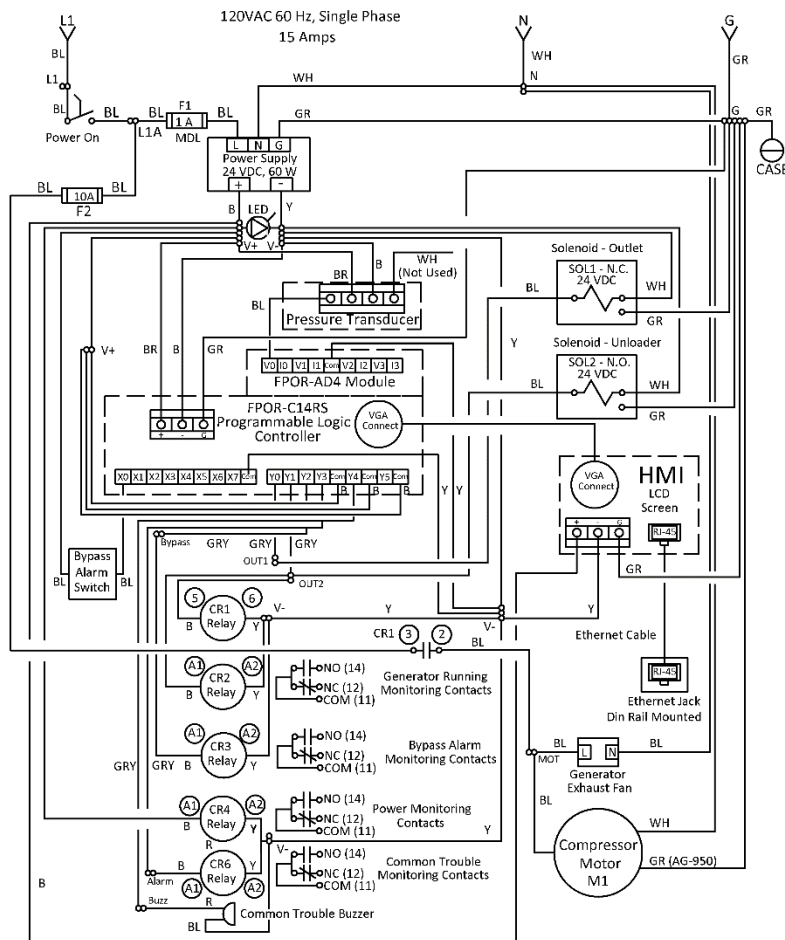 L1
120VAC 60 Hz, Single Phase
15 Amps
N
G
BL
WH
GR
L1
WH
N
BL
BL
BL
F1
BL
GR
G
GR
1 A
Power On
L1A
MDL
CASE
L N G
Power Supply
24 VDC, 60 W
+ -
BL
10A
BL
F2
B
LED
Y
V+
V-
B
WH
(Not Used)
BR
BL
Pressure Transducer
Solenoid - Outlet
SOL1 - N.C.
24 VDC
BL
WH
GR
V+
BR
B
GR
Y
Solenoid - Unloader
SOL2 - N.O.
24 VDC
BL
WH
GR
V0 I0 V1 I1 Com V2 I2 V3 I3
FPOR-AD4 Module
FPOR-C14RS
Programmable Logic
Controller
+ - G
VGA
Connect
X0 X1 X2 X3 X4 X5 X6 X7 Com
Y0 Y1 Y2 Y3 Com Y4 Com Y5 Com
B B B
Y Y
VGA
Connect
HMI
LCD
Screen
+ - G
RJ-45
Bypass
GRY GRY GRY
Bypass
Alarm
Switch
BL
BL
OUT1
OUT2
GR
5
6
CR1
Relay
B
Y
V-
Y
V-
Y
Ethernet Cable
CR1
3
2
BL
A1
A2
CR2
Relay
B
Y
NO (14)
NC (12)
COM (11)
Generator Running
Monitoring Contacts
RJ-45
Ethernet Jack
Din Rail Mounted
A1
A2
CR3
Relay
B
Y
NO (14)
NC (12)
COM (11)
Bypass Alarm
Monitoring Contacts
GRY
GRY
MOT
BL
L N
BL
Generator
Exhaust Fan
A1
A2
CR4
Relay
B
Y
R
NO (14)
NC (12)
COM (11)
Power Monitoring
Contacts
Y
BL
WH
Compressor
Motor
M1
GR (AG-950)
V-
B
CR6
Relay
Y
A1
A2
R
NO (14)
NC (12)
COM (11)
Common Trouble
Monitoring Contacts
Alarm
B
Buzz
BL
Common Trouble Buzzer